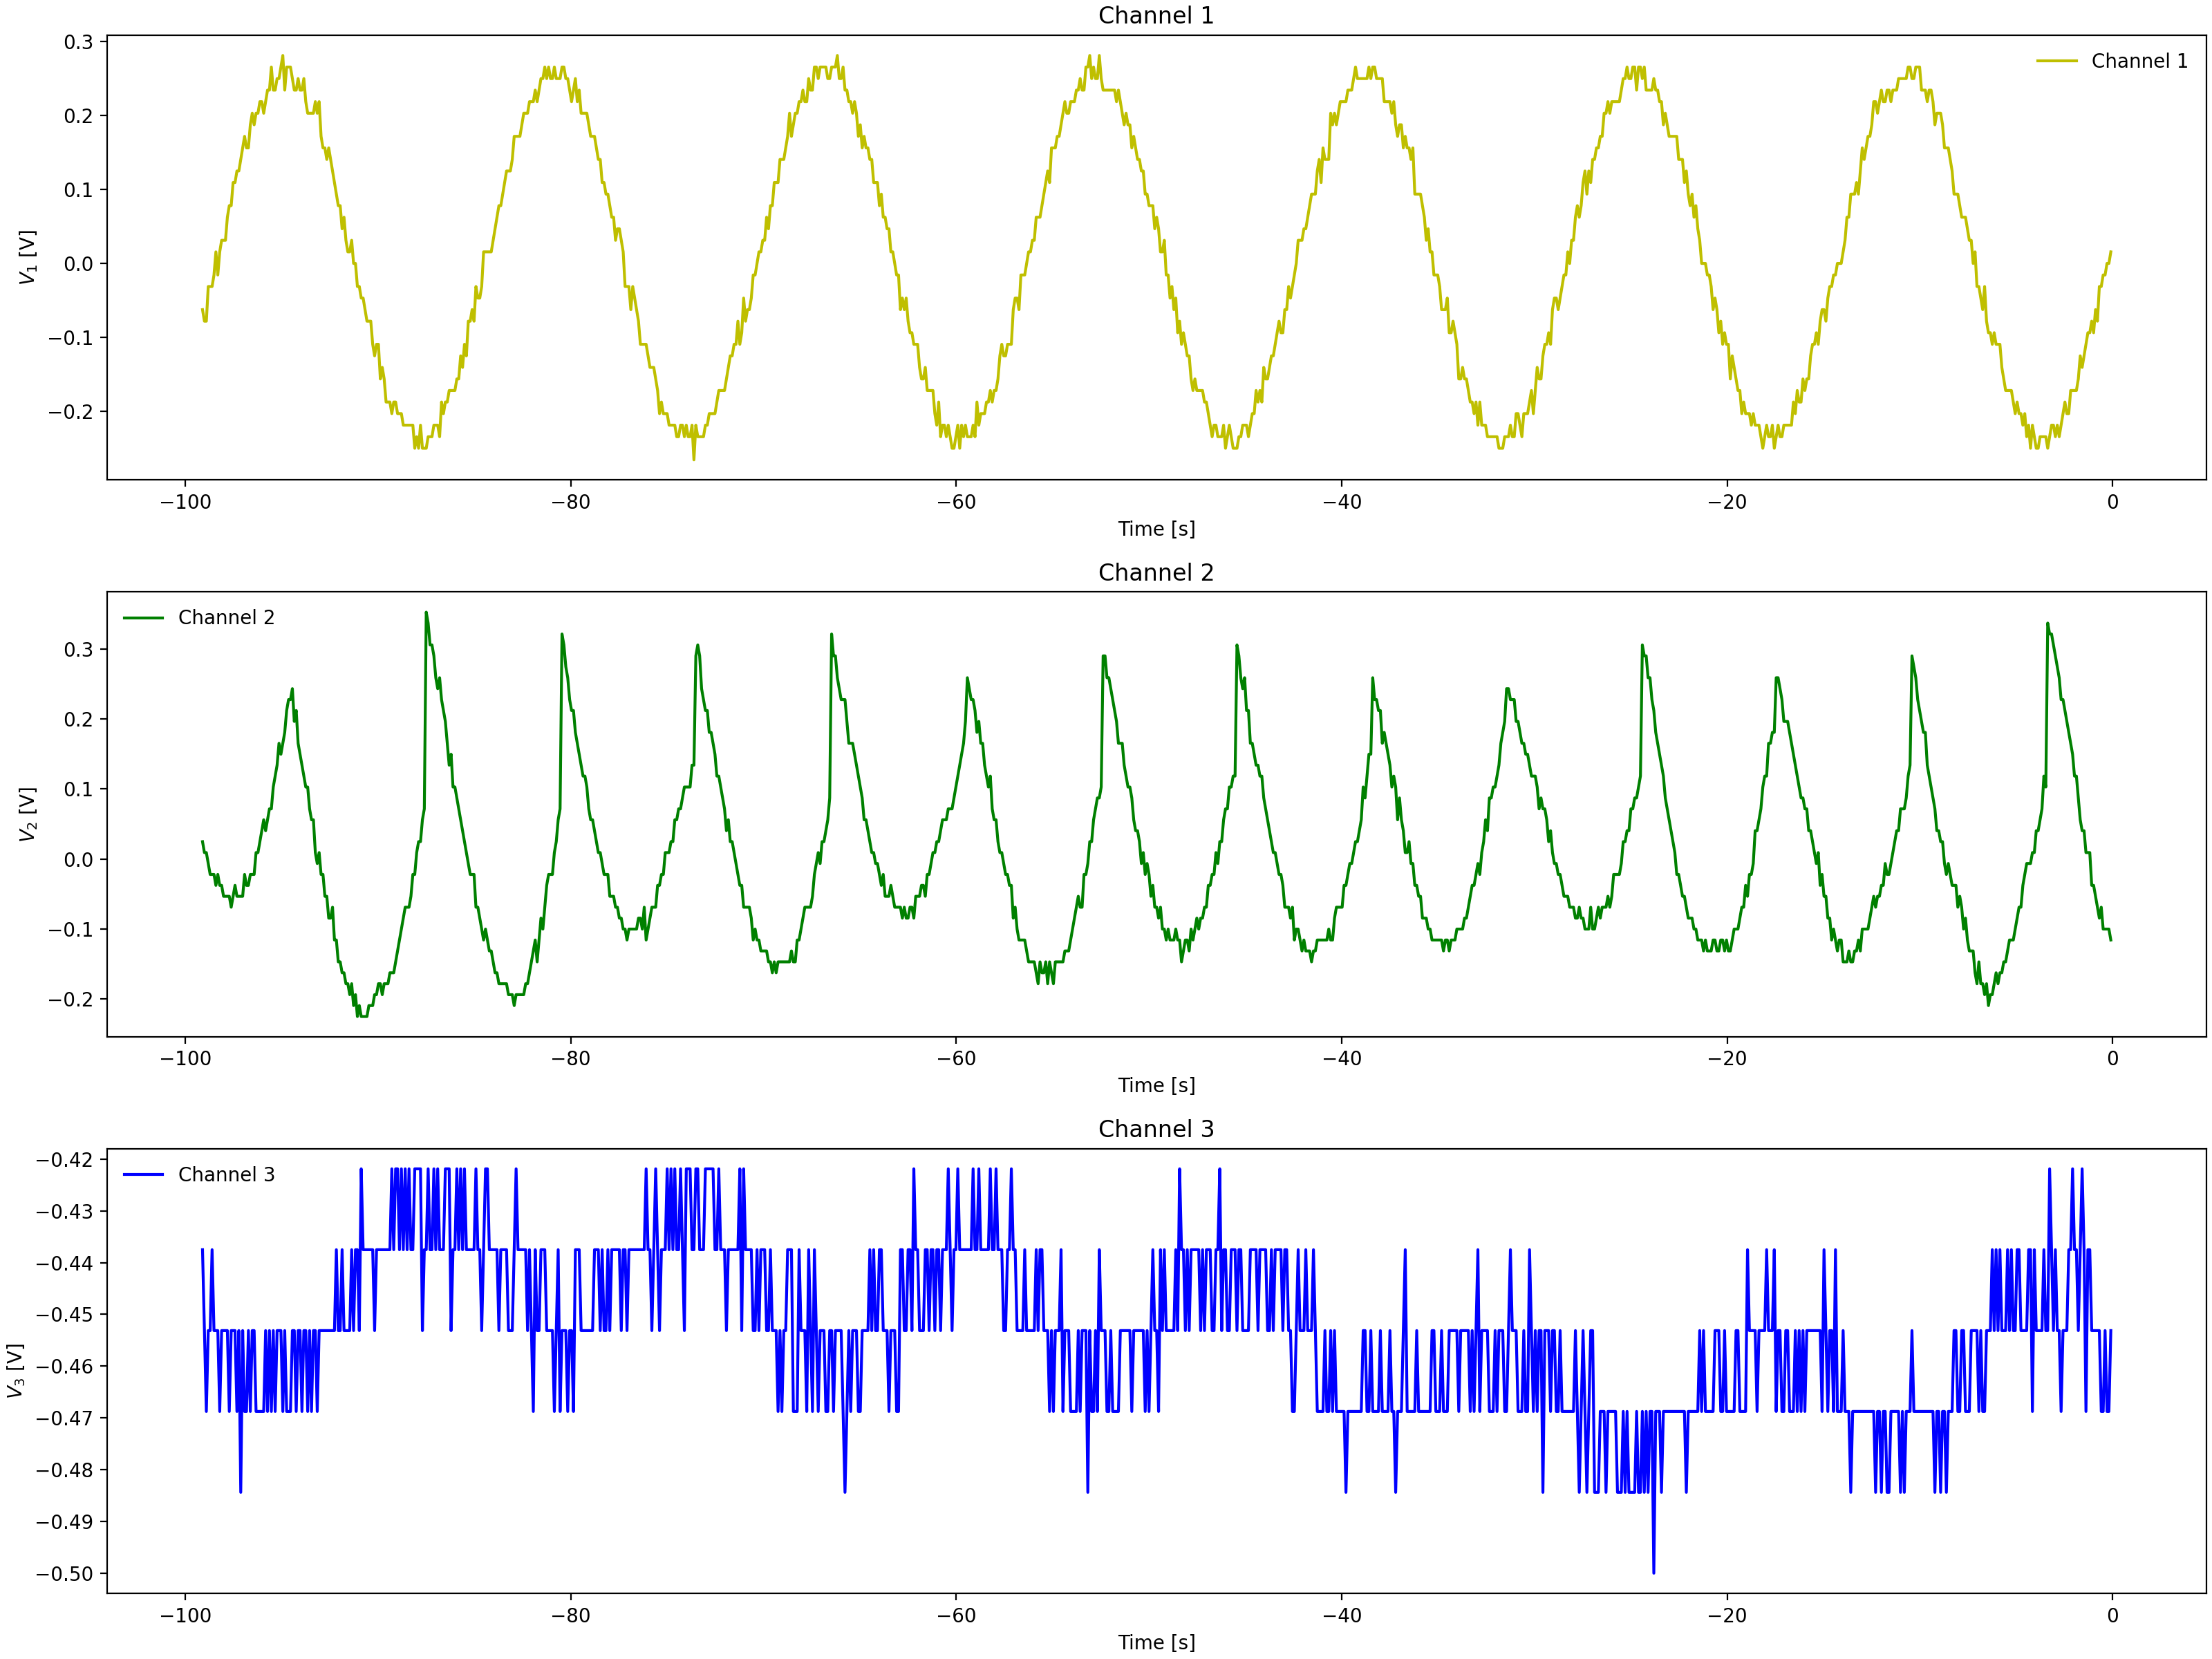 Channel 1
0.3
0.2
0.1
0.0
−0.1
−0.2
V₁ [V]
Channel 1
−100 −80 −60 −40 −20 0
Time [s]
Channel 2
0.3
0.2
0.1
0.0
−0.1
−0.2
V₂ [V]
Channel 2
−100 −80 −60 −40 −20 0
Time [s]
Channel 3
−0.42
−0.43
−0.44
−0.45
−0.46
−0.47
−0.48
−0.49
−0.50
V₃ [V]
Channel 3
−100 −80 −60 −40 −20 0
Time [s]